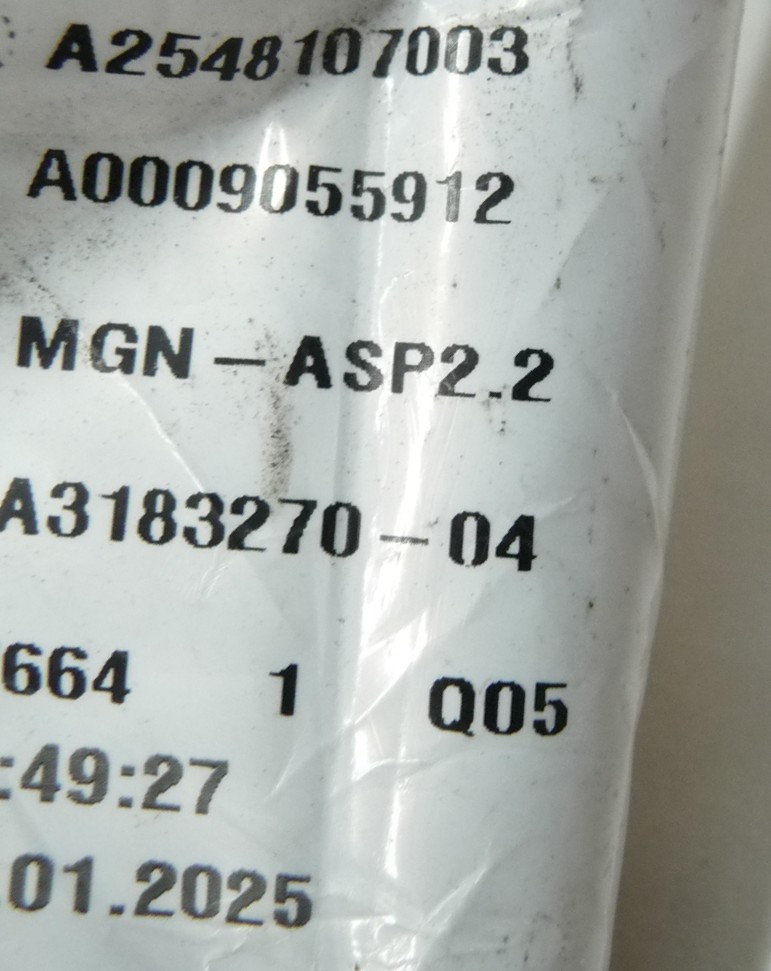 A2548107003
A0009055912
MGN-ASP2.2
A3183270-04
664 1 Q05
:49:27
.01.2025